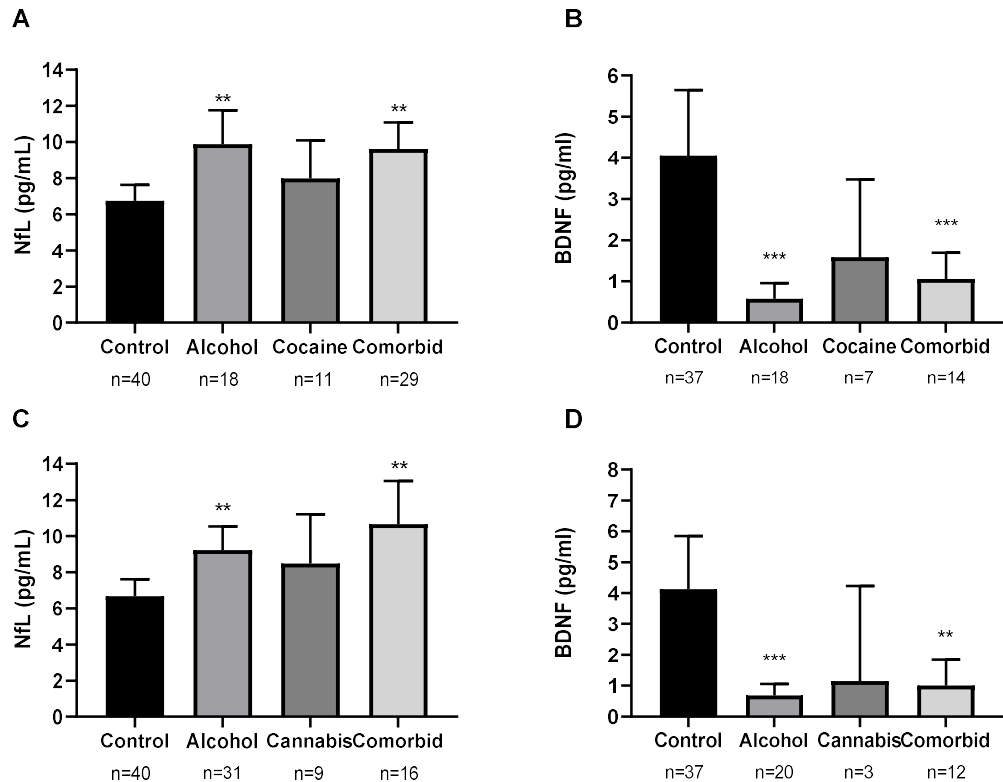 A
B
14
12
10
8
6
4
2
0
NfL (pg/mL)
**
**
Control Alcohol Cocaine Comorbid
n=40 n=18 n=11 n=29
6
5
4
3
2
1
0
BDNF (pg/ml)
***
***
Control Alcohol Cocaine Comorbid
n=37 n=18 n=7 n=14
C
D
14
12
10
8
6
4
2
0
NfL (pg/mL)
**
**
Control Alcohol Cannabis Comorbid
n=40 n=31 n=9 n=16
8
7
6
5
4
3
2
1
0
BDNF (pg/ml)
***
**
Control Alcohol Cannabis Comorbid
n=37 n=20 n=3 n=12